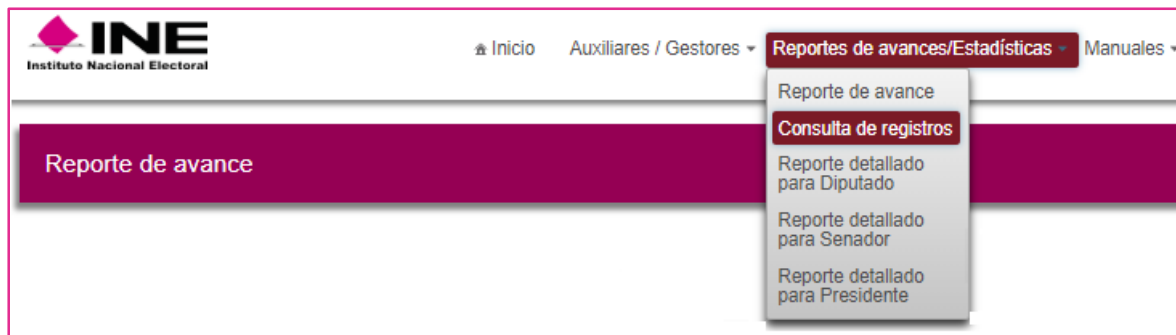 INE
Instituto Nacional Electoral
Inicio
Auxiliares / Gestores
Reportes de avances/Estadísticas
Manuales
Reporte de avance
Consulta de registros
Reporte detallado
para Diputado
Reporte detallado
para Senador
Reporte detallado
para Presidente
Reporte de avance